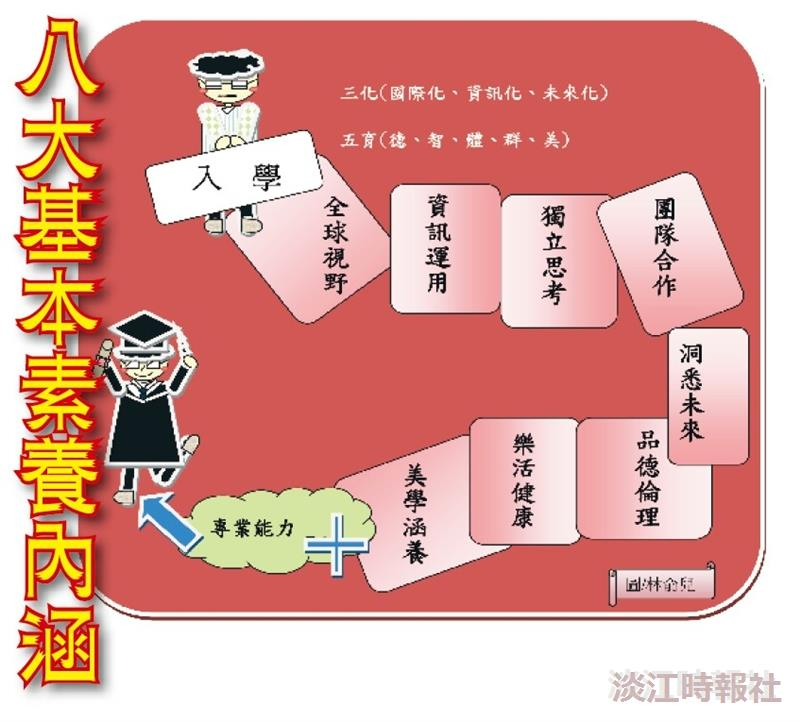 八大基本素養內涵
三化(國際化、資訊化、未來化)
五育(德、智、體、群、美)
入學
全球視野
資訊運用
獨立思考
團隊合作
洞悉未來
品德倫理
樂活健康
美學涵養
專業能力
圖/林俞兒
淡江時報社